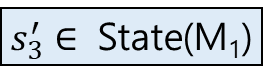 s′₃ ∈ State(M₁)